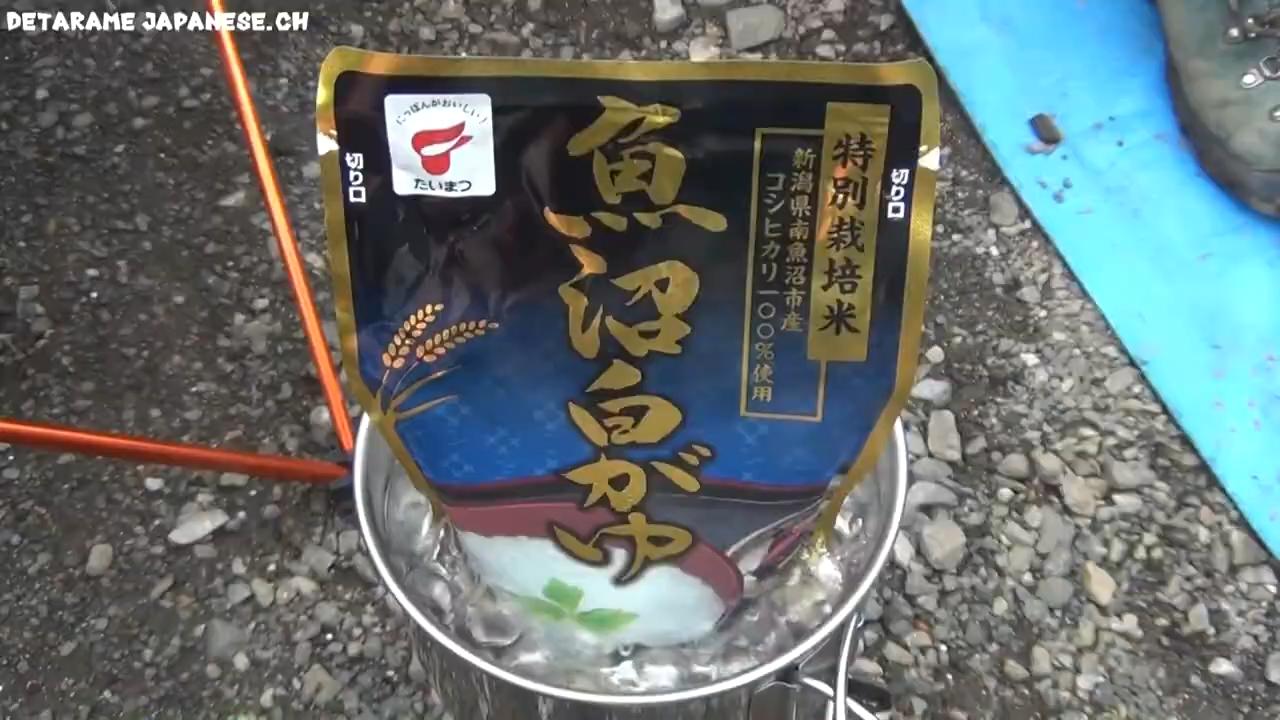 DETARAME JAPANESE.CH
にっぽんがおいしい!
たいまつ
切り口
魚沼白がゆ
特別栽培米
新潟県南魚沼市産
コシヒカリ一〇〇%使用
切り口